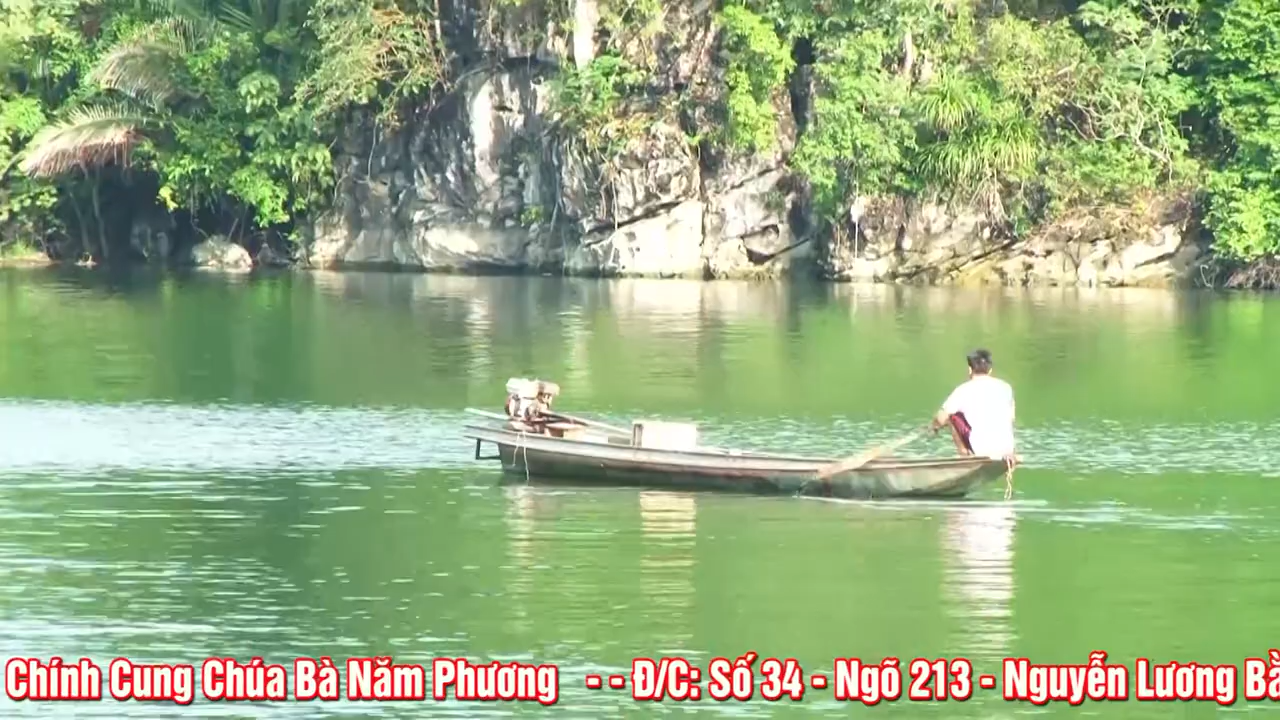 Chính Cung Chúa Bà Năm Phương - - Đ/C: Số 34 - Ngõ 213 - Nguyễn Lương